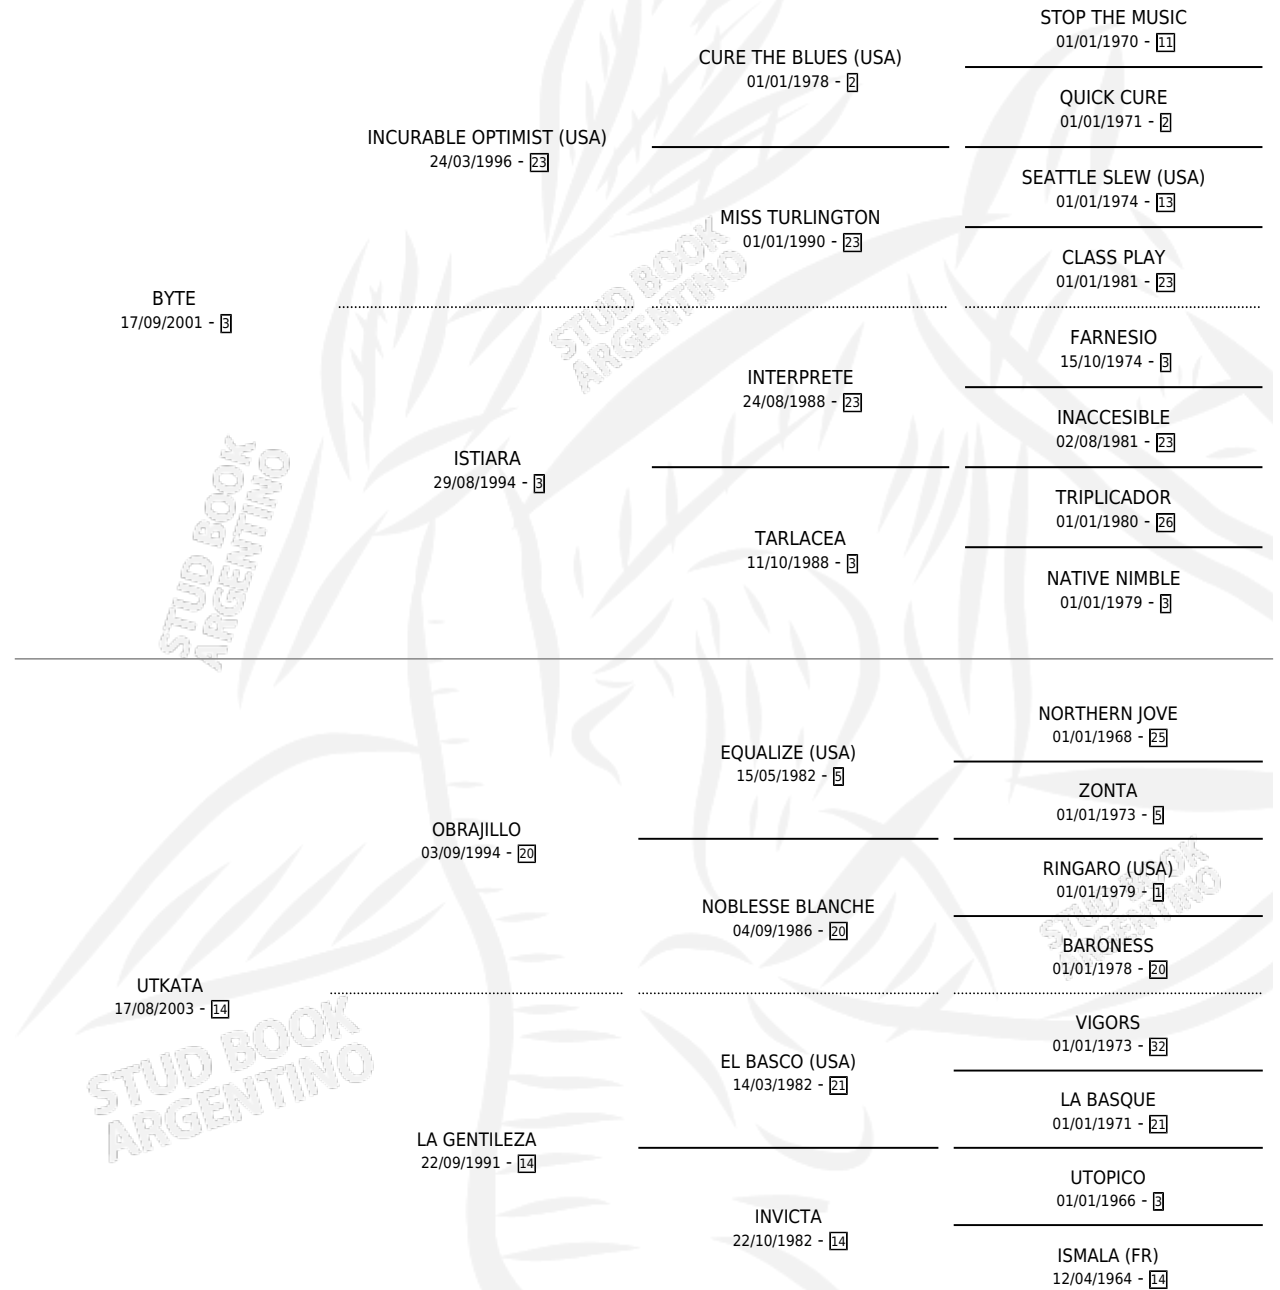 STOP THE MUSIC
01/01/1970 - 11
CURE THE BLUES (USA)
01/01/1978 - 2
QUICK CURE
01/01/1971 - 2
INCURABLE OPTIMIST (USA)
24/03/1996 - 23
SEATTLE SLEW (USA)
01/01/1974 - 13
MISS TURLINGTON
01/01/1990 - 23
CLASS PLAY
01/01/1981 - 23
BYTE
17/09/2001 - 3
FARNESIO
15/10/1974 - 3
INTERPRETE
24/08/1988 - 23
INACCESIBLE
02/08/1981 - 23
ISTIARA
29/08/1994 - 3
TRIPLICADOR
01/01/1980 - 26
TARLACEA
11/10/1988 - 3
NATIVE NIMBLE
01/01/1979 - 3
STUD BOOK
ARGENTINO
STUD BOOK
ARGENTINO
NORTHERN JOVE
01/01/1968 - 25
EQUALIZE (USA)
15/05/1982 - 5
ZONTA
01/01/1973 - 5
OBRAJILLO
03/09/1994 - 20
RINGARO (USA)
01/01/1979 - 1
NOBLESSE BLANCHE
04/09/1986 - 20
BARONESS
01/01/1978 - 20
UTKATA
17/08/2003 - 14
VIGORS
01/01/1973 - 32
EL BASCO (USA)
14/03/1982 - 21
LA BASQUE
01/01/1971 - 21
LA GENTILEZA
22/09/1991 - 14
UTOPICO
01/01/1966 - 3
INVICTA
22/10/1982 - 14
ISMALA (FR)
12/04/1964 - 14
STUD BOOK
ARGENTINO
STUD BOOK
ARGENTINO